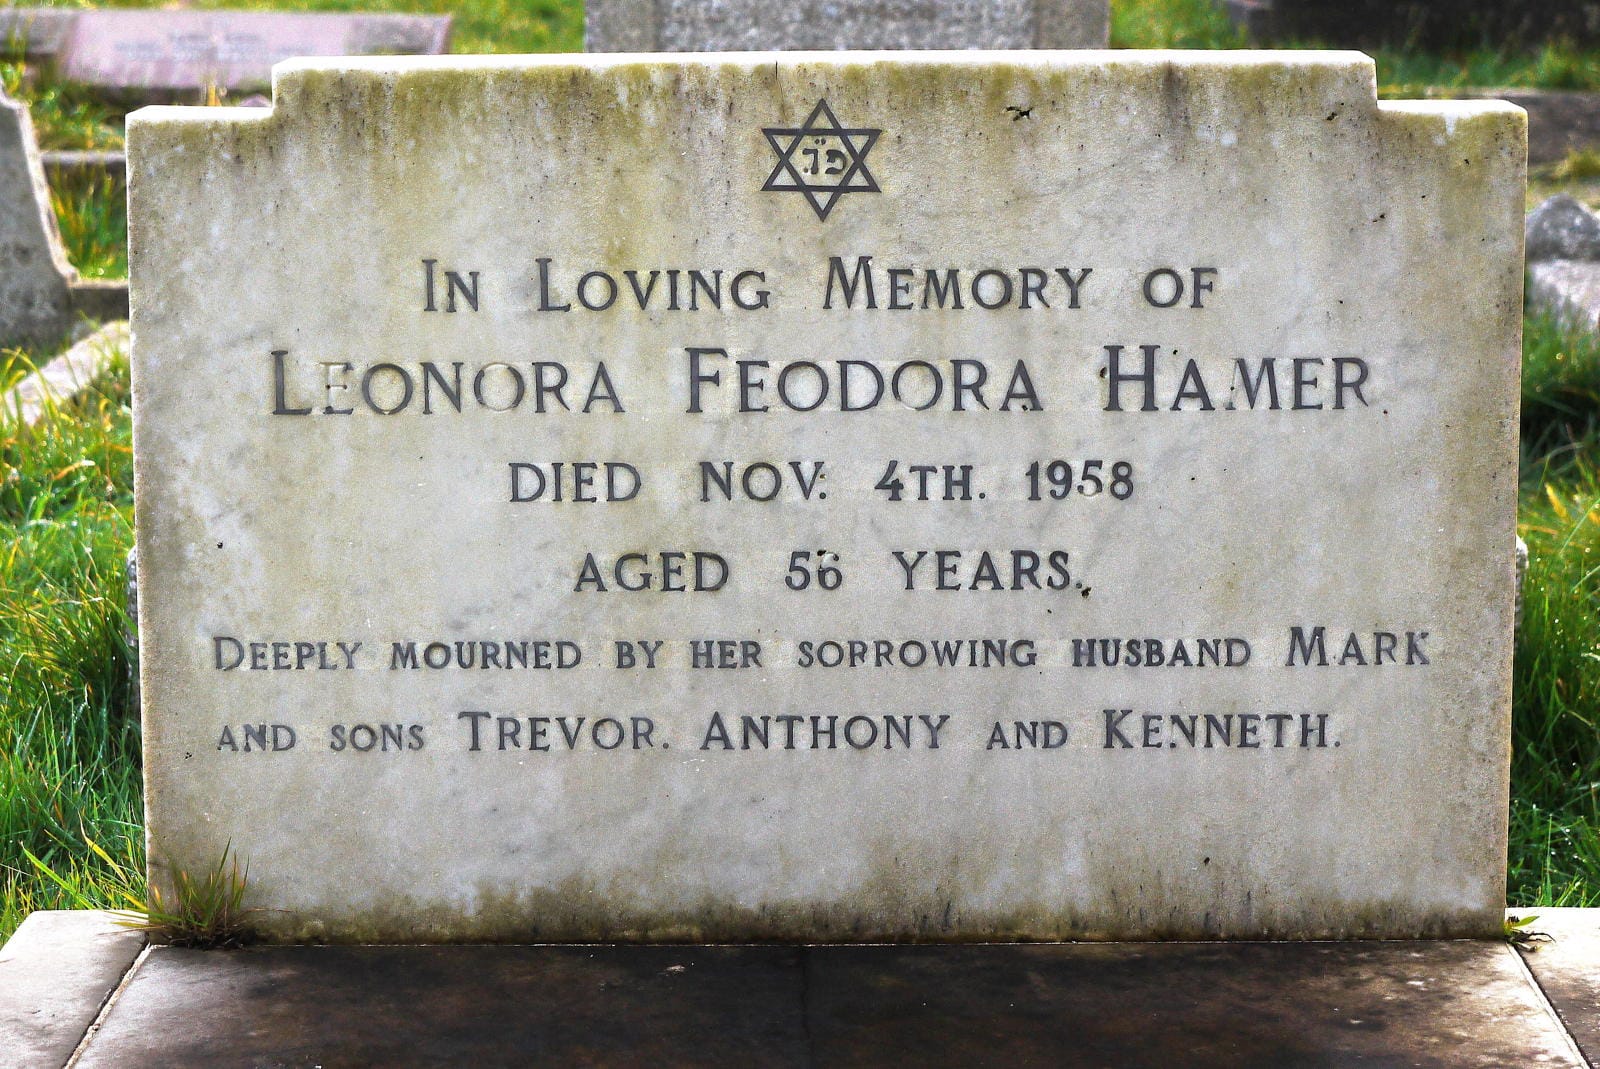 פ״נ
In Loving Memory of
Leonora Feodora Hamer
died Nov. 4th. 1958
aged 56 years.
Deeply mourned by her sorrowing husband Mark
and sons Trevor. Anthony and Kenneth.